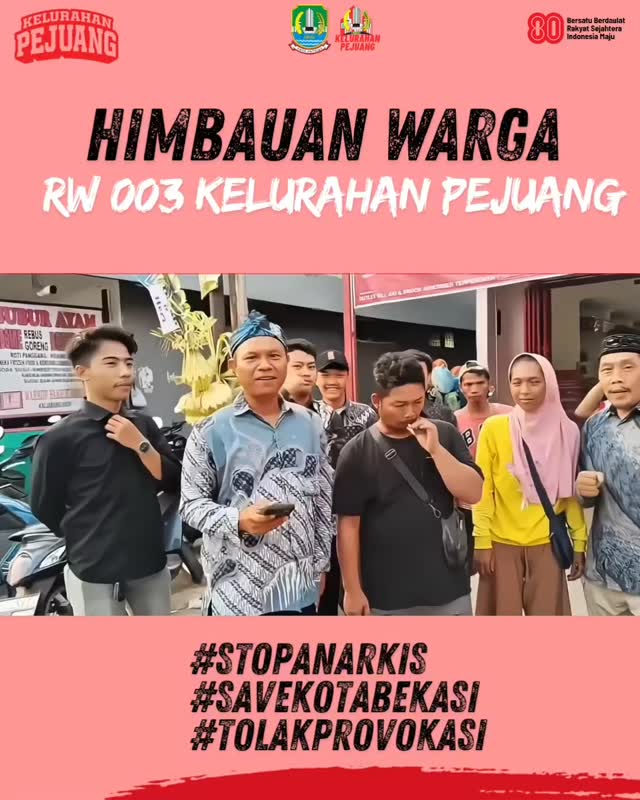 KELURAHAN
PEJUANG
KELURAHAN
PEJUANG
80
Bersatu Berdaulat
Rakyat Sejahtera
Indonesia Maju
HIMBAUAN WARGA
RW 003 KELURAHAN PEJUANG
BUBUR AYAM
REBUS
GORENG
ROTI PANGGANG
#STOPANARKIS
#SAVEKOTABEKASI
#TOLAKPROVOKASI